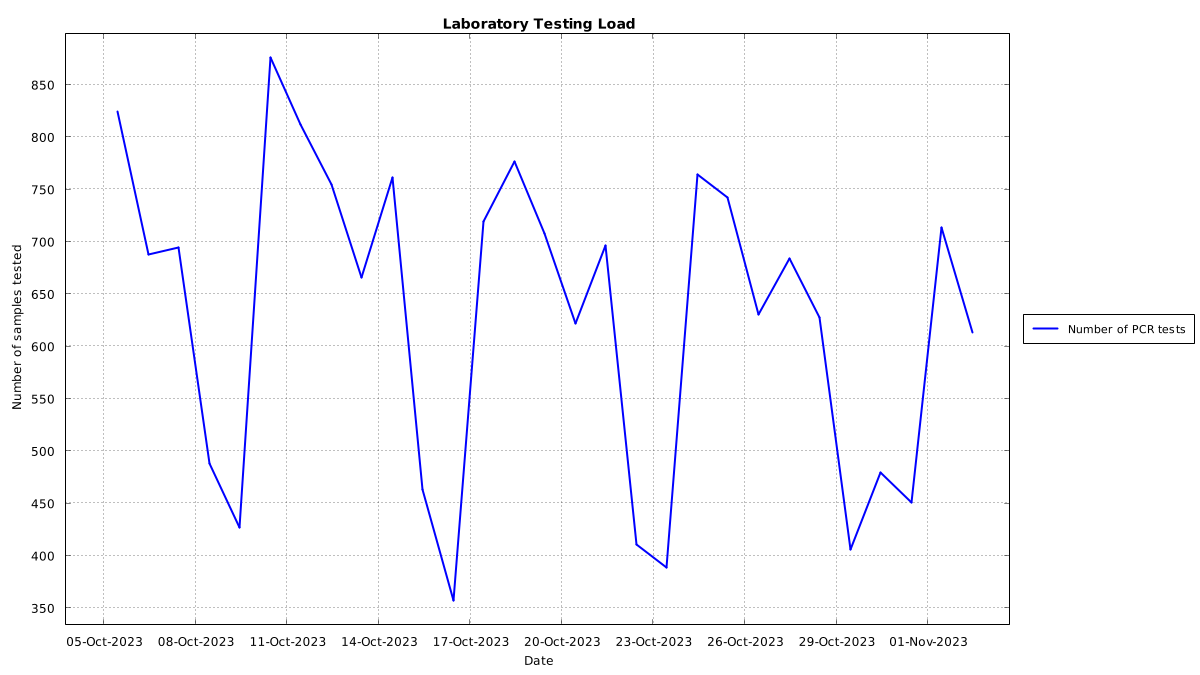 Laboratory Testing Load
850
800
750
700
650
600
550
500
450
400
350
Number of samples tested
05-Oct-2023 08-Oct-2023 11-Oct-2023 14-Oct-2023 17-Oct-2023 20-Oct-2023 23-Oct-2023 26-Oct-2023 29-Oct-2023 01-Nov-2023
Date
Number of PCR tests